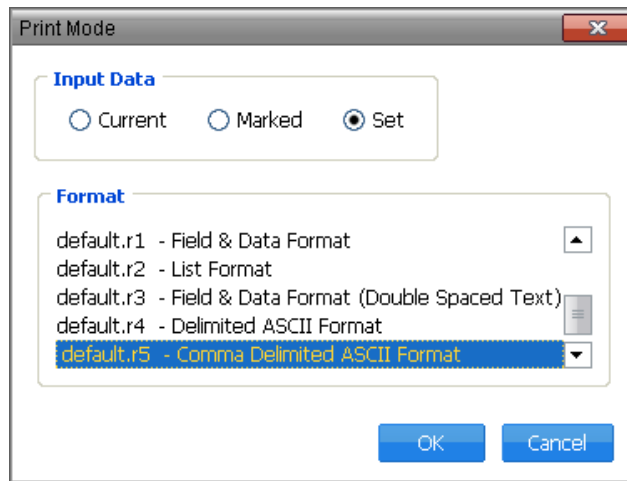 Print Mode
Input Data
Current Marked Set
Format
default.r1 - Field & Data Format
default.r2 - List Format
default.r3 - Field & Data Format (Double Spaced Text)
default.r4 - Delimited ASCII Format
default.r5 - Comma Delimited ASCII Format
OK Cancel